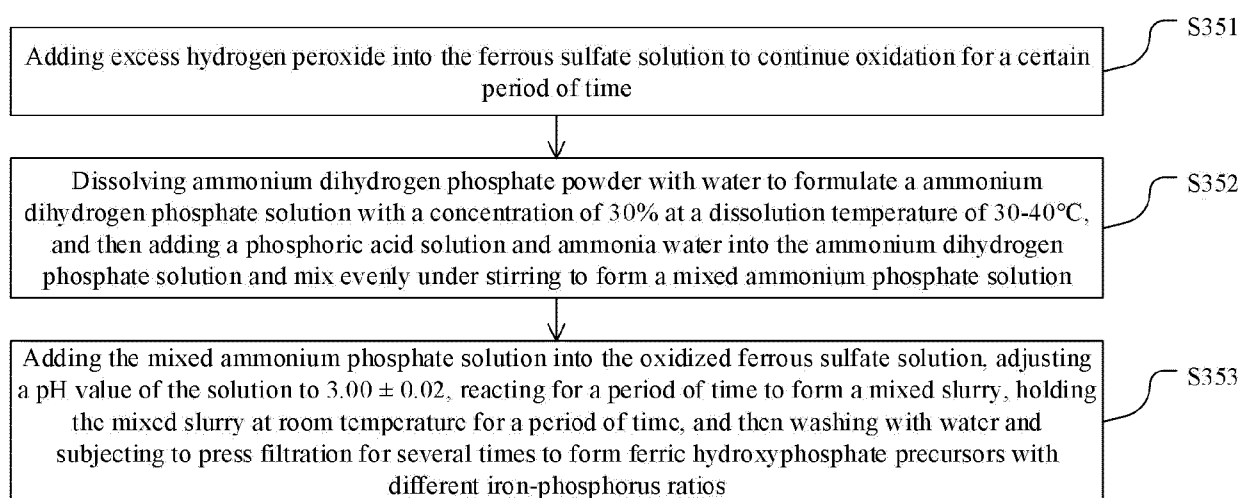 S351
Adding excess hydrogen peroxide into the ferrous sulfate solution to continue oxidation for a certain
period of time
S352
Dissolving ammonium dihydrogen phosphate powder with water to formulate a ammonium
dihydrogen phosphate solution with a concentration of 30% at a dissolution temperature of 30-40°C,
and then adding a phosphoric acid solution and ammonia water into the ammonium dihydrogen
phosphate solution and mix evenly under stirring to form a mixed ammonium phosphate solution
S353
Adding the mixed ammonium phosphate solution into the oxidized ferrous sulfate solution, adjusting
a pH value of the solution to 3.00 ± 0.02, reacting for a period of time to form a mixed slurry, holding
the mixed slurry at room temperature for a period of time, and then washing with water and
subjecting to press filtration for several times to form ferric hydroxyphosphate precursors with
different iron-phosphorus ratios